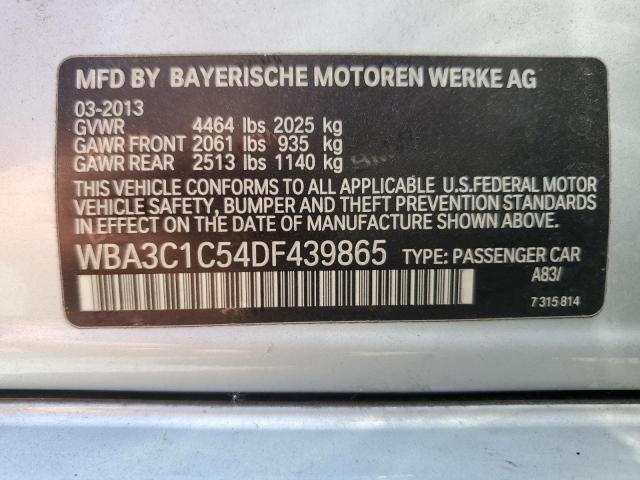 MFD BY BAYERISCHE MOTOREN WERKE AG
03-2013
GVWR 4464 lbs 2025 kg
GAWR FRONT 2061 lbs 935 kg
GAWR REAR 2513 lbs 1140 kg
THIS VEHICLE CONFORMS TO ALL APPLICABLE U.S.FEDERAL MOTOR
VEHICLE SAFETY, BUMPER AND THEFT PREVENTION STANDARDS
IN EFFECT ON THE DATE OF MANUFACTURE SHOWN ABOVE.
WBA3C1C54DF439865 TYPE: PASSENGER CAR
A83/
7 315 814